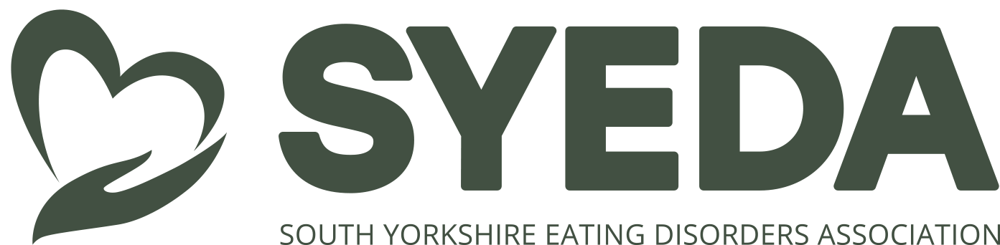 SYEDA
SOUTH YORKSHIRE EATING DISORDERS ASSOCIATION